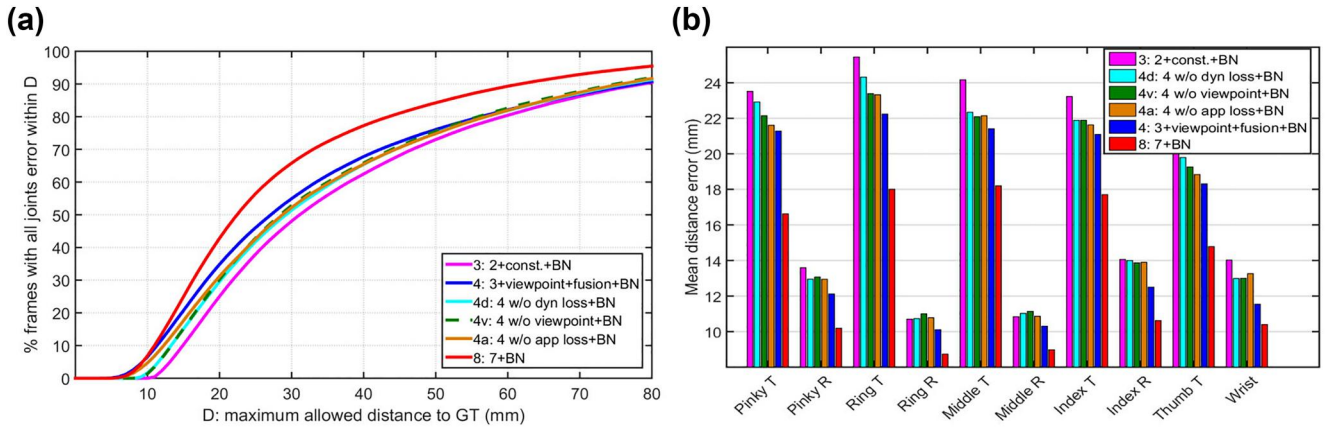 (a)
% frames with all joints error within D
100
90
80
70
60
50
40
30
20
10
0
10
20
30
40
50
60
70
80
D: maximum allowed distance to GT (mm)
3: 2+const.+BN
4: 3+viewpoint+fusion+BN
4d: 4 w/o dyn loss+BN
4v: 4 w/o viewpoint+BN
4a: 4 w/o app loss+BN
8: 7+BN
(b)
Mean distance error (mm)
24
22
20
18
16
14
12
10
3: 2+const.+BN
4d: 4 w/o dyn loss+BN
4v: 4 w/o viewpoint+BN
4a: 4 w/o app loss+BN
4: 3+viewpoint+fusion+BN
8: 7+BN
Pinky T
Pinky R
Ring T
Ring R
Middle T
Middle R
Index T
Index R
Thumb T
Wrist